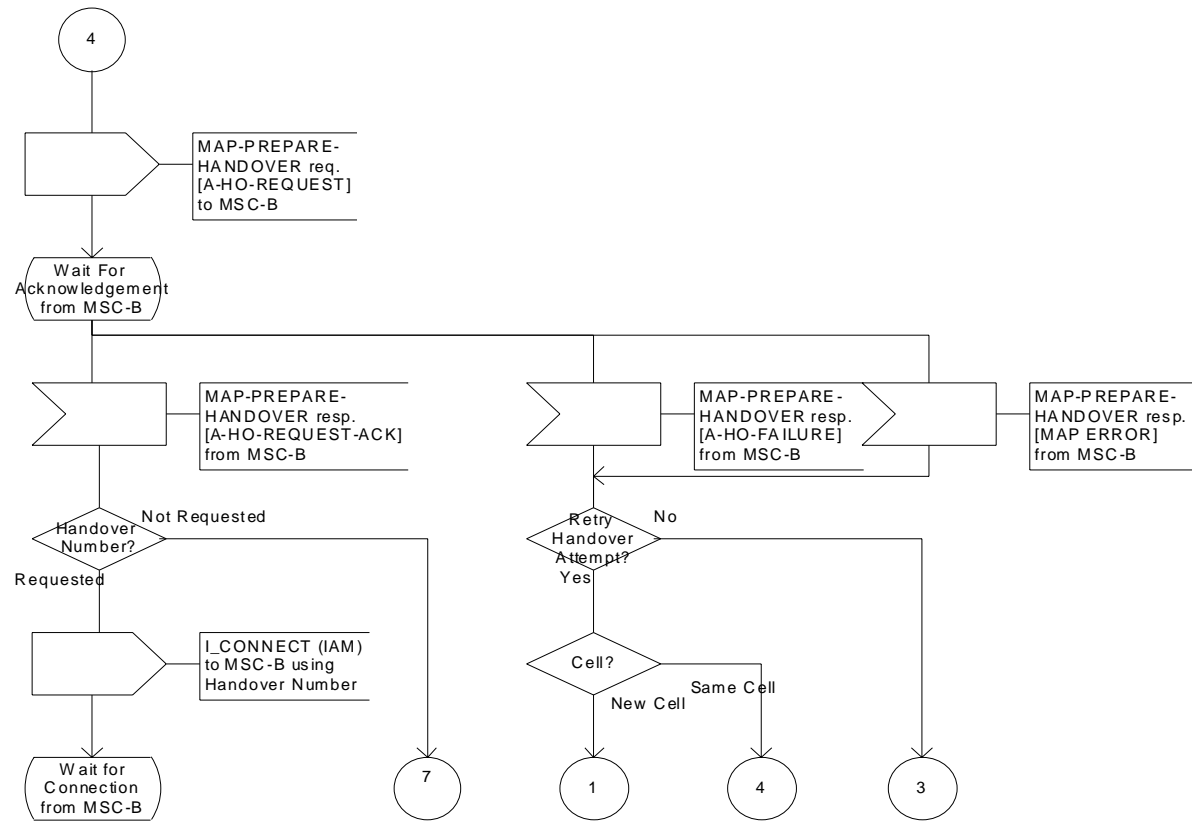 4
MAP-PREPARE-
HANDOVER req.
[A-HO-REQUEST]
to MSC-B
Wait For
Acknowledgement
from MSC-B
MAP-PREPARE-
HANDOVER resp.
[A-HO-REQUEST-ACK]
from MSC-B
MAP-PREPARE-
HANDOVER resp.
[A-HO-FAILURE]
from MSC-B
MAP-PREPARE-
HANDOVER resp.
[MAP ERROR]
from MSC-B
Handover
Number?
Not Requested
Requested
Retry
Handover
Attempt?
No
Yes
I_CONNECT (IAM)
to MSC-B using
Handover Number
Cell?
Same Cell
New Cell
Wait for
Connection
from MSC-B
7
1
4
3